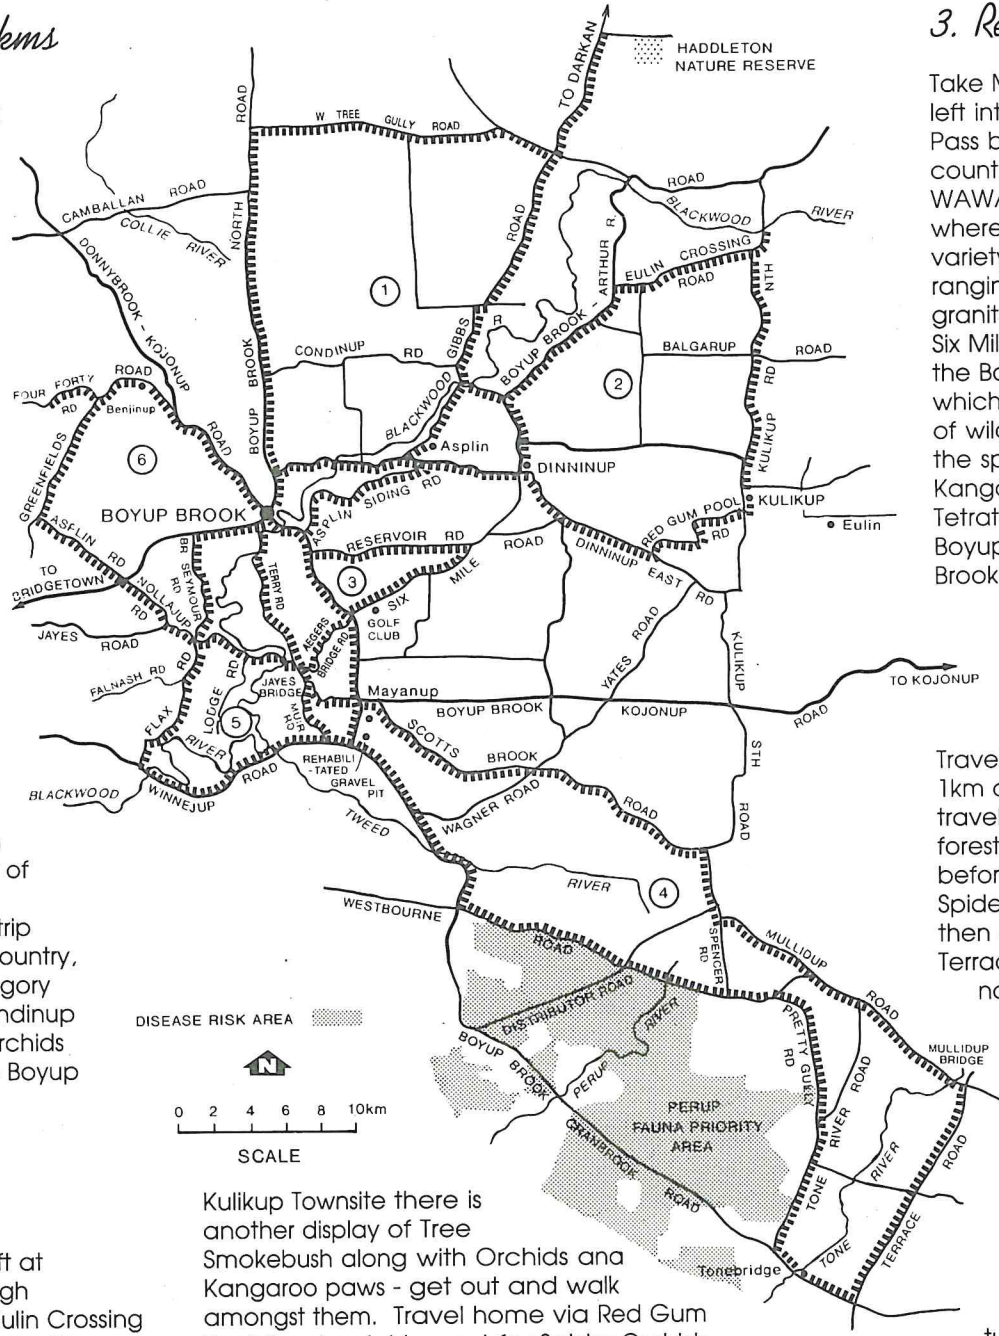 kms
3. Re
TO DARKAN
HADDLETON
NATURE RESERVE
Take M
left int
Pass b
count
WAWA
where
variety
rangin
granit
Six Mil
the Bo
which
of wild
the sp
Kanga
Tetrat
Boyup
Brook
W TREE GULLY ROAD
ROAD
NORTH
BROOK
BOYUP
CAMBALLAN ROAD
COLLIE RIVER
DONNYBROOK - KOJONUP
ROAD
ROAD
GIBBS
1
ROAD
BLACKWOOD RIVER
EULIN CROSSING
ROAD
BOYUP BROOK - ARTHUR R.
R
BLACKWOOD
CONDINUP RD
BALGARUP ROAD
2
NTH
RD
KULIKUP
FOUR FORTY
RD
ROAD
Benjinup
GREENFIELDS
6
Asplin
DINNINUP
ASPLIN SIDING RD
BOYUP BROOK
KULIKUP
Eulin
RED GUM POOL
RD
RESERVOIR RD
ROAD
DINNINUP EAST RD
ASPLIN RD
TO
BRIDGETOWN
NOLLAJUP
RD
BR SEYMOUR
RD
TERRY RD
3
SIX MILE
GOLF
CLUB
AEGERS
BRIDGE RD
JAYES ROAD
FALNASH RD
FLAX RD
LODGE RD
JAYES
BRIDGE
MUIR
RD
5
RIVER
Mayanup
BOYUP BROOK KOJONUP ROAD
YATES ROAD
KULIKUP
STH
ROAD
TO KOJONUP
SCOTTS BROOK ROAD
REHABILI
-TATED
GRAVEL
PIT
WAGNER ROAD
BLACKWOOD
WINNEJUP ROAD
TWEED
RIVER
4
Trave
1km
trave
forest
before
Spide
then
Terrac
no
of
trip
ountry,
gory
ndinup
rchids
Boyup
WESTBOURNE
ROAD
SPENCER
RD
MULLIDUP
ROAD
MULLIDUP
BRIDGE
DISTRIBUTOR ROAD
PERUP RIVER
PRETTY GULLY
RD
DISEASE RISK AREA
N
0 2 4 6 8 10km
SCALE
BOYUP BROOK CRANBROOK ROAD
PERUP
FAUNA PRIORITY
AREA
TONE RIVER ROAD
TONE RIVER
TERRACE ROAD
Tonebridge
Kulikup Townsite there is
another display of Tree
Smokebush along with Orchids and
Kangaroo paws - get out and walk
amongst them. Travel home via Red Gum
ft at
gh
ulin Crossing